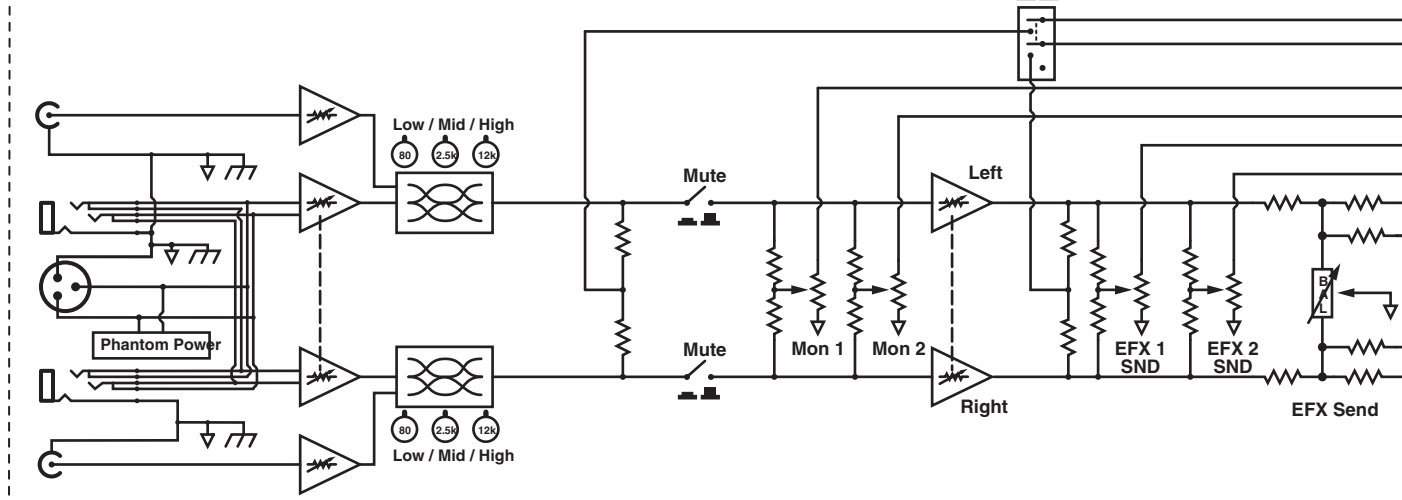 Low / Mid / High
80 2.5k 12k
Mute
Left
Phantom Power
Mon 1
Mon 2
EFX 1
SND
EFX 2
SND
B
A
L
Mute
Right
EFX Send
80 2.5k 12k
Low / Mid / High